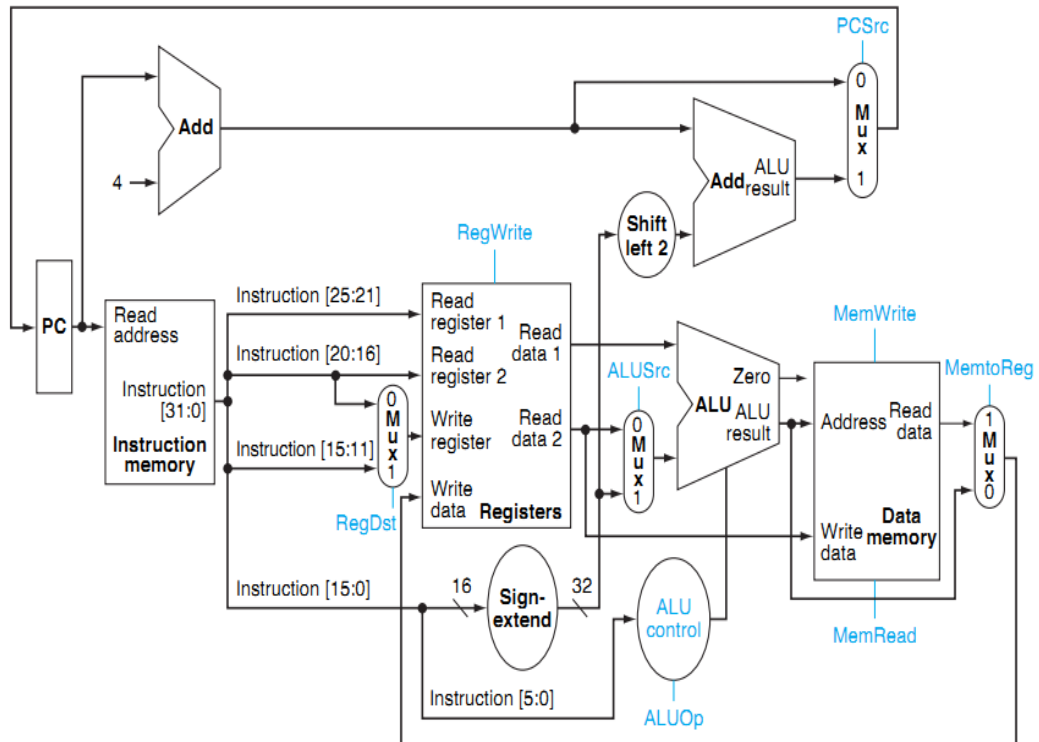 PCSrc
0
M
u
x
1
Add
4
Add
ALU
result
Shift
left 2
RegWrite
PC
Read
address
Instruction
[31:0]
Instruction
memory
Instruction [25:21]
Instruction [20:16]
Instruction [15:11]
Instruction [15:0]
0
M
u
x
1
RegDst
Read
register 1
Read
register 2
Write
register
Write
data
Read
data 1
Read
data 2
Registers
16
Sign-
extend
32
Instruction [5:0]
ALUSrc
0
M
u
x
1
Zero
ALU
ALU
result
ALU
control
ALUOp
MemWrite
Address
Read
data
Write
data
Data
memory
MemRead
MemtoReg
1
M
u
x
0